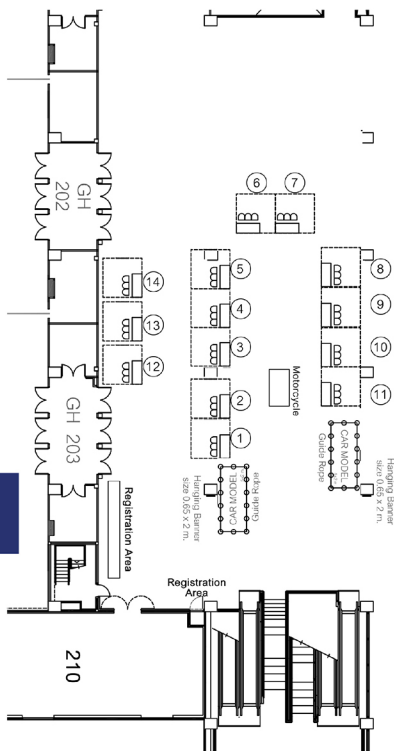 6
7
GH
202
5
8
14
4
9
13
3
10
12
Motorcycle
2
11
1
GH 203
CAR MODEL
Guide Rope
Hanging Banner
size 0.65 x 2 m.
Registration Area
Hanging Banner
size 0.65 x 2 m.
CAR MODEL
Guide Rope
Registration
Area
210